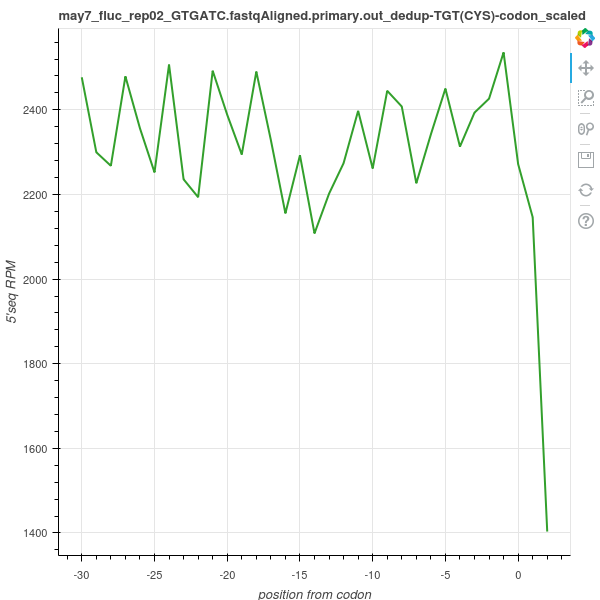 may7_fluc_rep02_GTGATC.fastqAligned.primary.out_dedup-TGT(CYS)-codon_scaled
2400
2200
2000
1800
1600
1400
5'seq RPM
-30 -25 -20 -15 -10 -5 0
position from codon